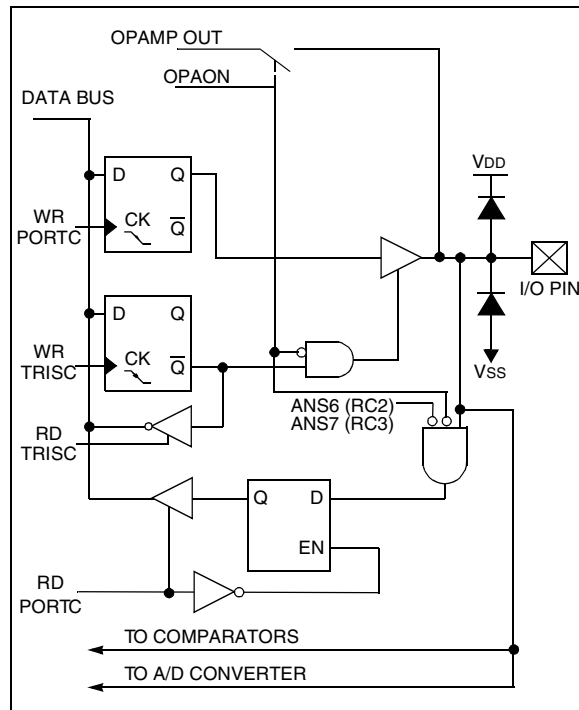 OPAMP OUT
OPAON
DATA BUS
D Q
WR
PORTC
CK
Q
VDD
I/O PIN
D Q
WR
TRISC
CK
Q
VSS
ANS6 (RC2)
ANS7 (RC3)
RD
TRISC
Q D
EN
RD
PORTC
TO COMPARATORS
TO A/D CONVERTER